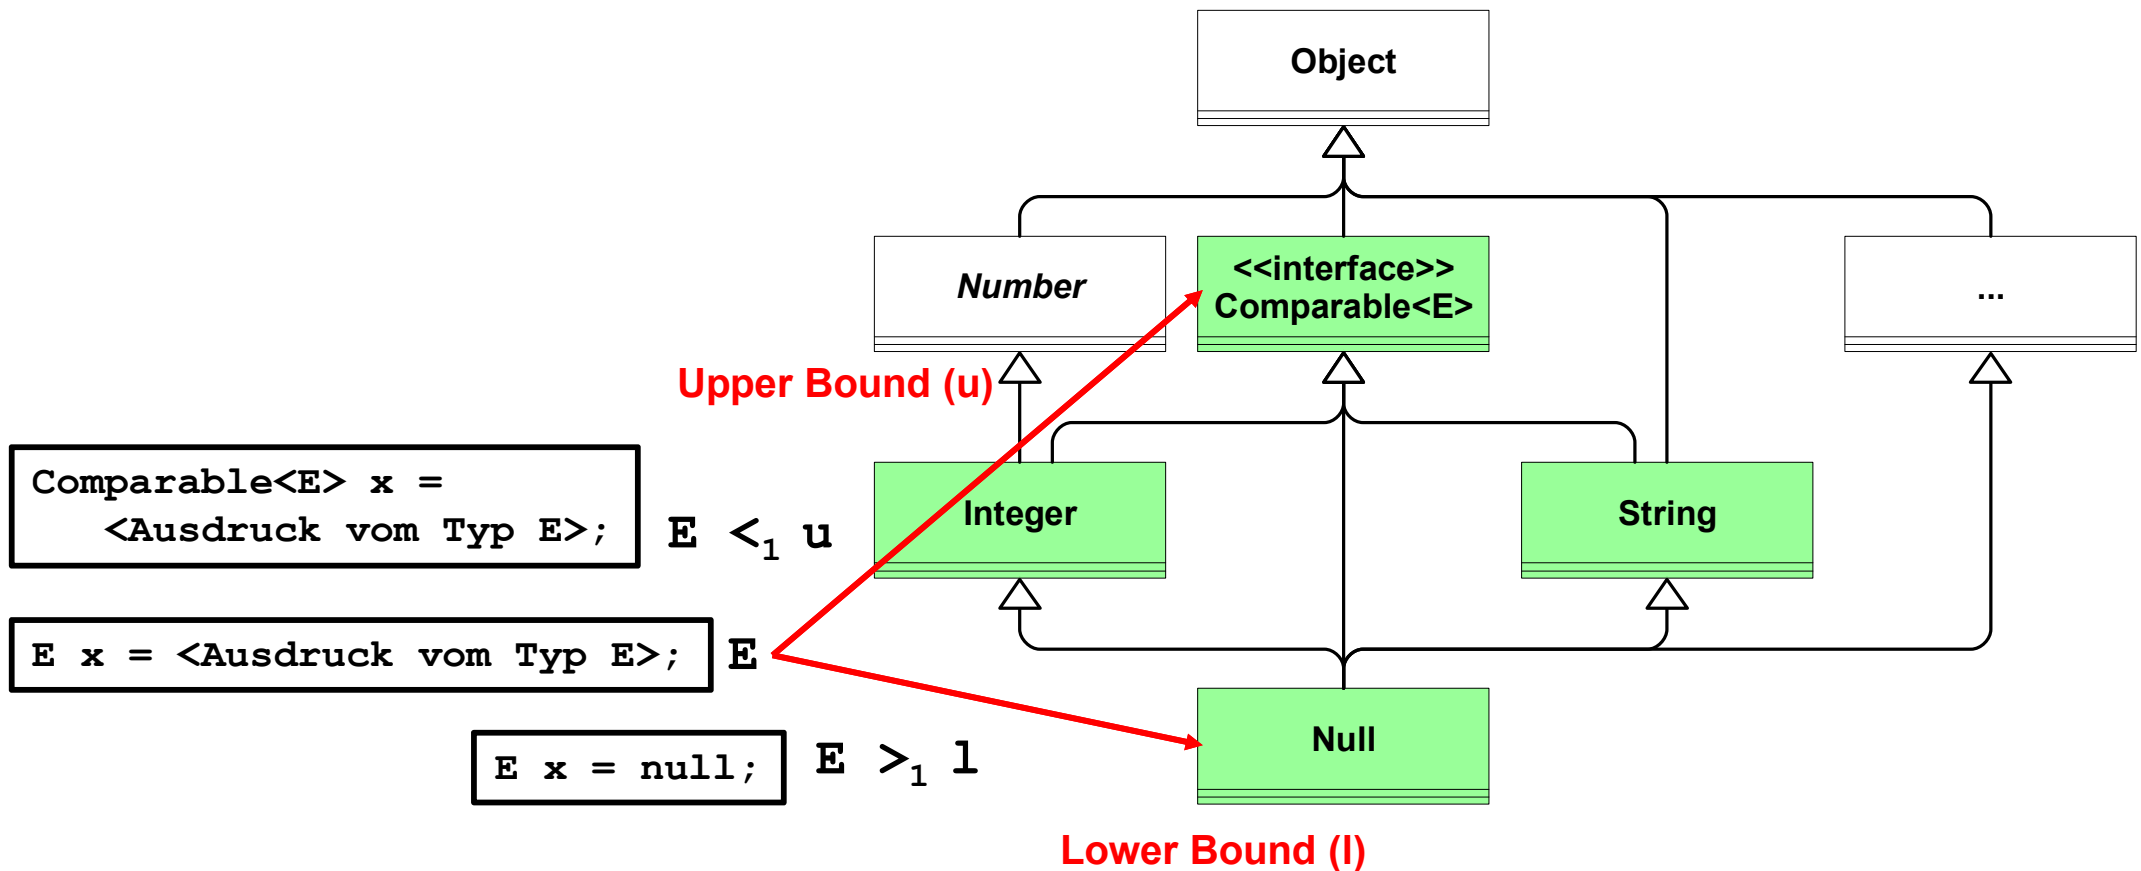 Object
Number
<<interface>>
Comparable<E>
...
Upper Bound (u)
Comparable<E> x =
<Ausdruck vom Typ E>;
E <₁ u
Integer
String
E x = <Ausdruck vom Typ E>;
E
E x = null;
E >₁ l
Null
Lower Bound (l)